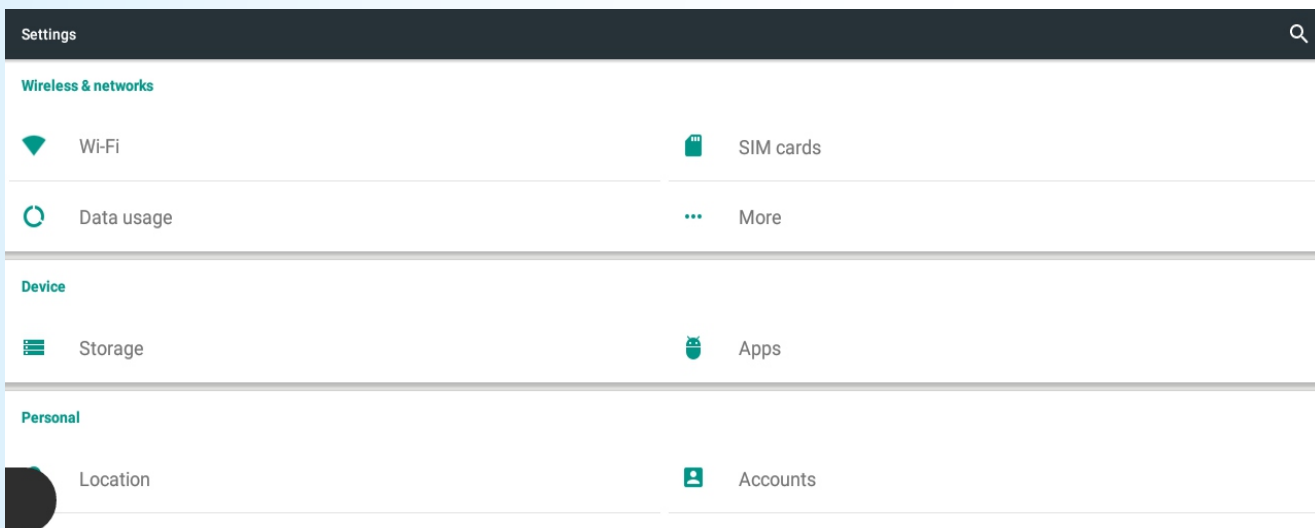 Settings
Wireless & networks
Wi-Fi
SIM cards
Data usage
More
Device
Storage
Apps
Personal
Location
Accounts